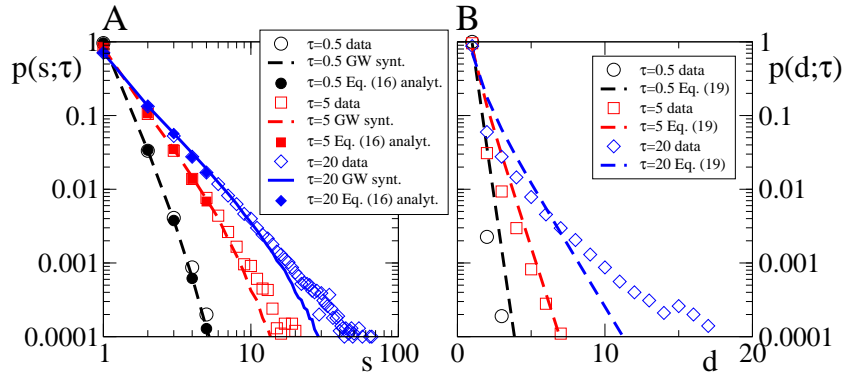 A
B
p(s;τ)
1
0.1
0.01
0.001
0.0001
τ=0.5 data
τ=0.5 GW synt.
τ=0.5 Eq. (16) analyt.
τ=5 data
τ=5 GW synt.
τ=5 Eq. (16) analyt.
τ=20 data
τ=20 GW synt.
τ=20 Eq. (16) analyt.
1 10 100
s
τ=0.5 data
τ=0.5 Eq. (19)
τ=5 data
τ=5 Eq. (19)
τ=20 data
τ=20 Eq. (19)
1
p(d;τ)
0.1
0.01
0.001
0.0001
0 10 20
d